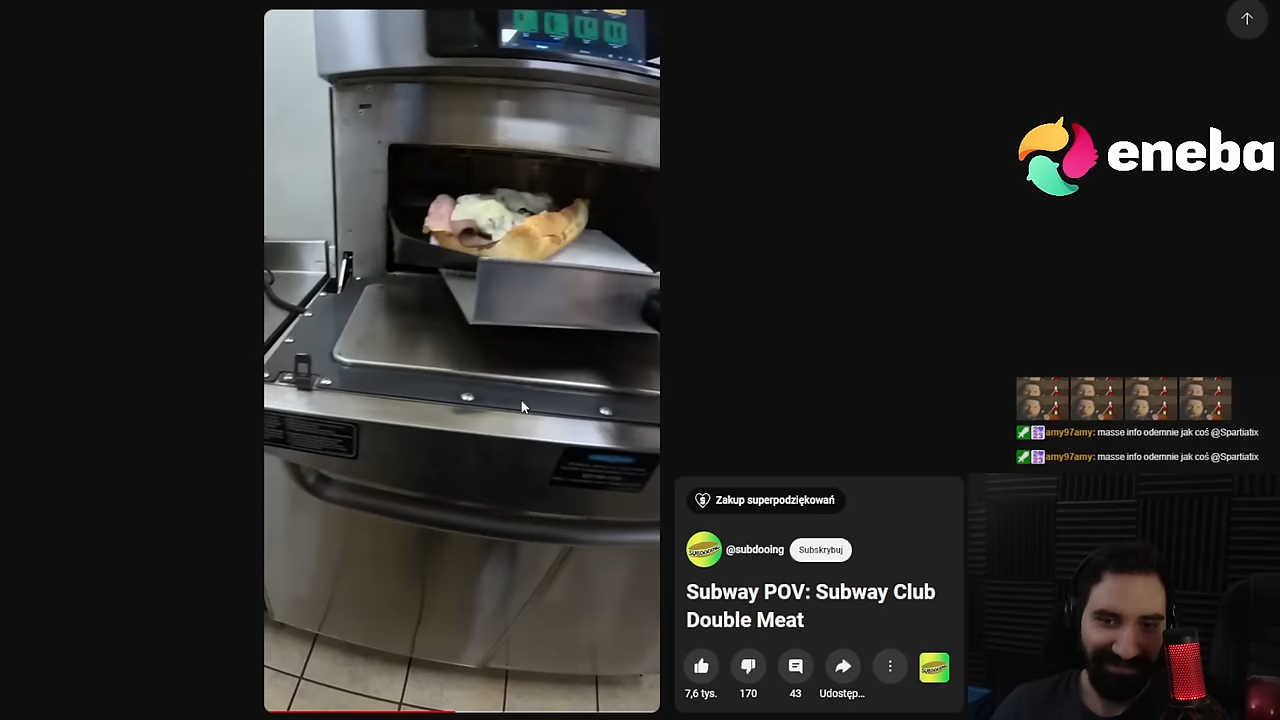 eneba
amy97amy: masse info odemnie jak coś @Spartiatix
amy97amy: masse info odemnie jak coś @Spartiatix
Zakup superpodziękowań
@subdooing
Subskrybuj
Subway POV: Subway Club
Double Meat
7,6 tys.
170
43
Udostęp...